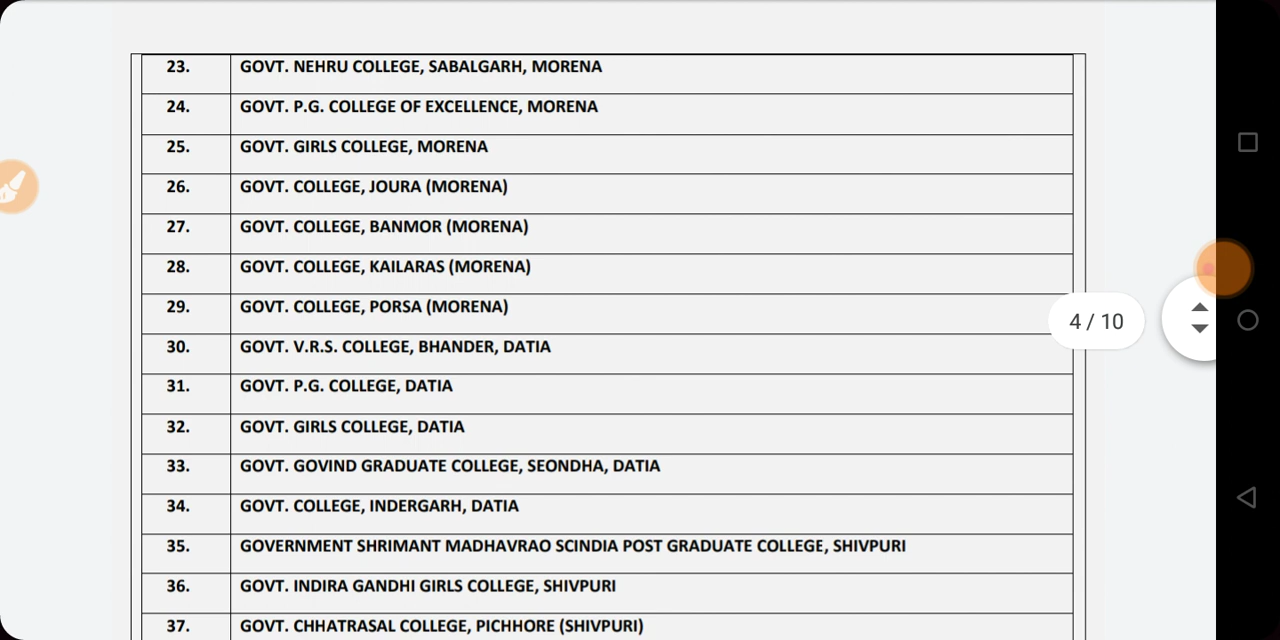 23. GOVT. NEHRU COLLEGE, SABALGARH, MORENA
24. GOVT. P.G. COLLEGE OF EXCELLENCE, MORENA
25. GOVT. GIRLS COLLEGE, MORENA
26. GOVT. COLLEGE, JOURA (MORENA)
27. GOVT. COLLEGE, BANMOR (MORENA)
28. GOVT. COLLEGE, KAILARAS (MORENA)
29. GOVT. COLLEGE, PORSA (MORENA)
4 / 10
30. GOVT. V.R.S. COLLEGE, BHANDER, DATIA
31. GOVT. P.G. COLLEGE, DATIA
32. GOVT. GIRLS COLLEGE, DATIA
33. GOVT. GOVIND GRADUATE COLLEGE, SEONDHA, DATIA
34. GOVT. COLLEGE, INDERGARH, DATIA
35. GOVERNMENT SHRIMANT MADHAVRAO SCINDIA POST GRADUATE COLLEGE, SHIVPURI
36. GOVT. INDIRA GANDHI GIRLS COLLEGE, SHIVPURI
37. GOVT. CHHATRASAL COLLEGE, PICHHORE (SHIVPURI)